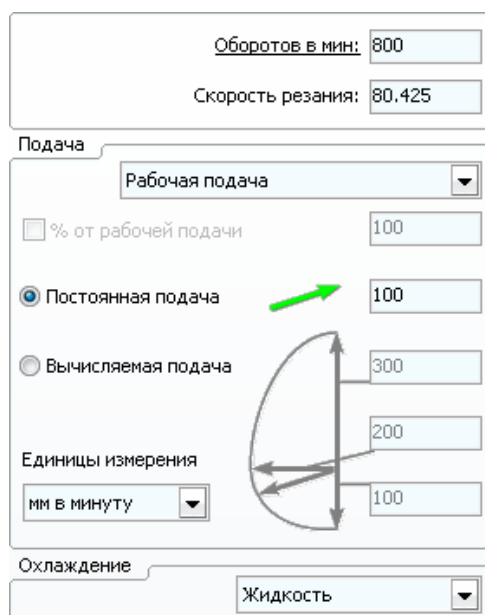 Оборотов в мин: 800
Скорость резания: 80.425
Подача
Рабочая подача
% от рабочей подачи 100
Постоянная подача 100
Вычисляемая подача 300
200
Единицы измерения
мм в минуту 100
Охлаждение
Жидкость